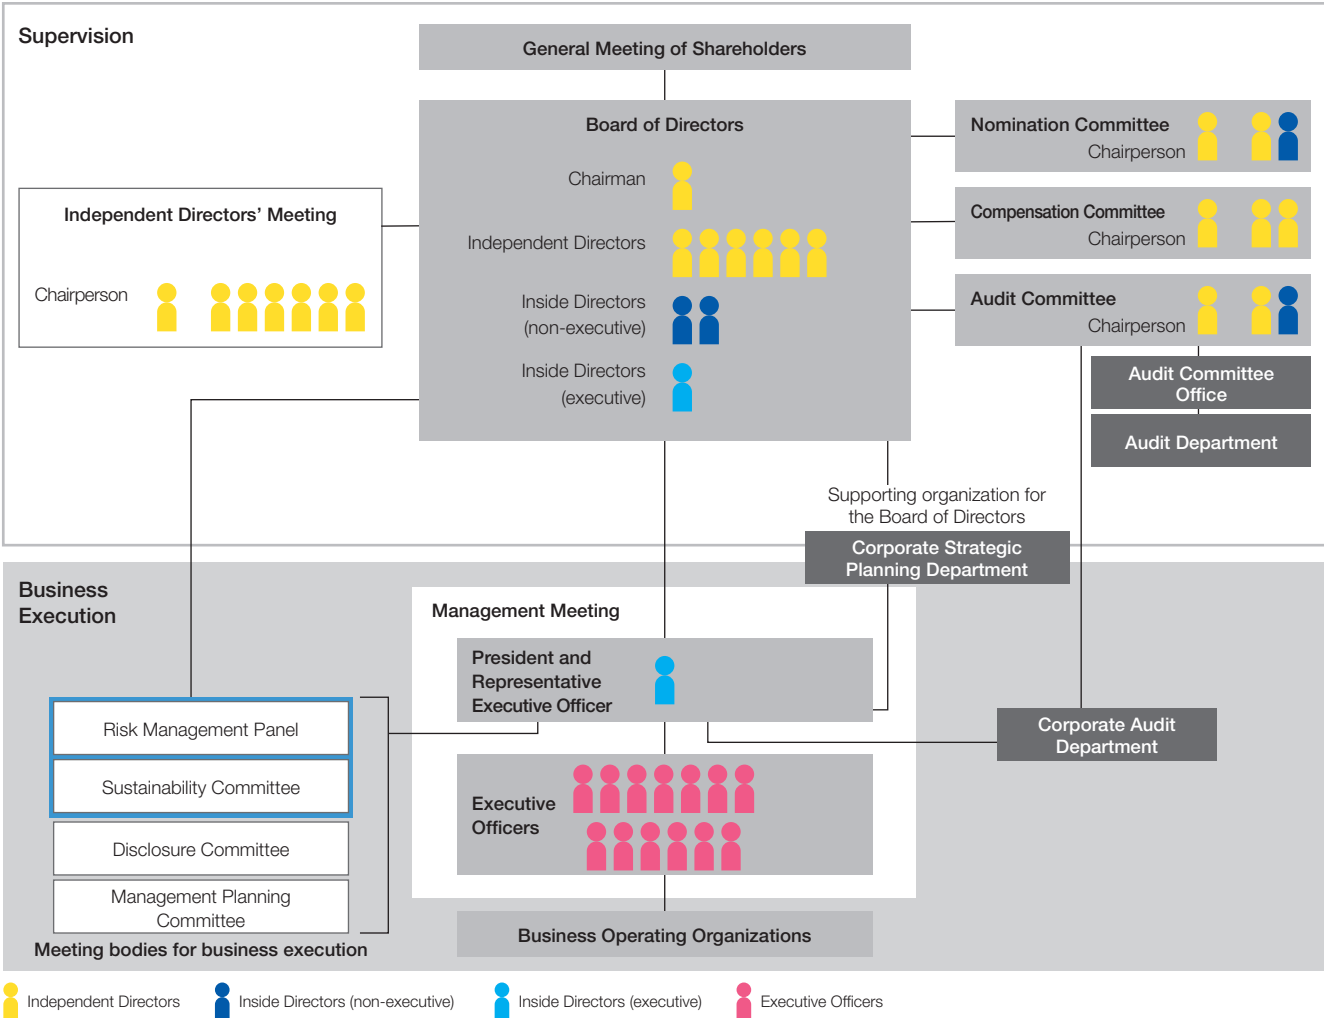 Supervision
General Meeting of Shareholders
Board of Directors
Chairman
Independent Directors
Inside Directors
(non-executive)
Inside Directors
(executive)
Independent Directors’ Meeting
Chairperson
Nomination Committee
Chairperson
Compensation Committee
Chairperson
Audit Committee
Chairperson
Audit Committee
Office
Audit Department
Supporting organization for
the Board of Directors
Corporate Strategic
Planning Department
Business
Execution
Management Meeting
President and
Representative
Executive Officer
Executive
Officers
Business Operating Organizations
Corporate Audit
Department
Risk Management Panel
Sustainability Committee
Disclosure Committee
Management Planning
Committee
Meeting bodies for business execution
Independent Directors
Inside Directors (non-executive)
Inside Directors (executive)
Executive Officers